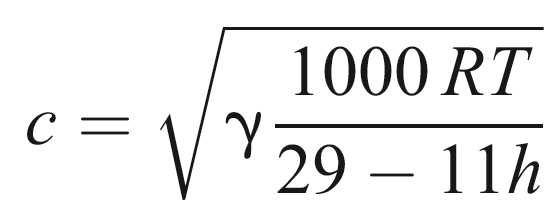 c = √(γ 1000 RT / (29 − 11h))